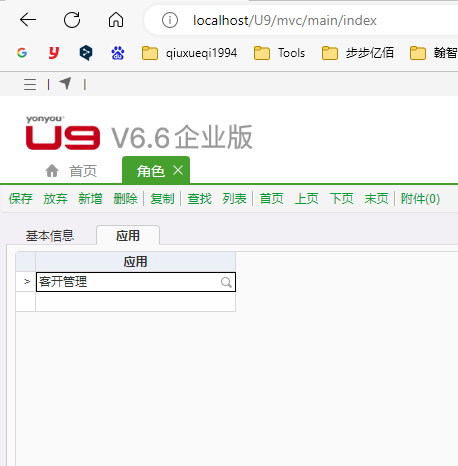 localhost/U9/mvc/main/index
qiuxueqi1994 Tools 步步亿佰 翰智
yonyou
U9 V6.6企业版
首页 角色
保存 放弃 新增 删除 复制 查找 列表 首页 上页 下页 末页 附件(0)
基本信息 应用
应用
> 客开管理